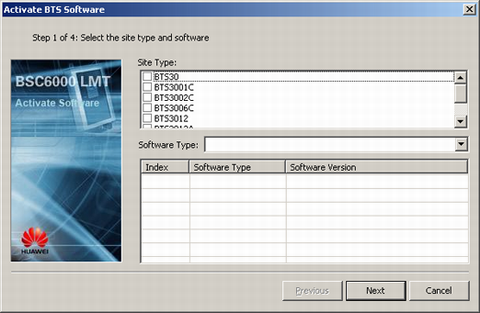 Activate BTS Software
Step 1 of 4: Select the site type and software
BSC6000 LMT
Activate Software
HUAWEI
Site Type:
BTS30
BTS3001C
BTS3002C
BTS3006C
BTS3012
BTS3012A
Software Type:
Index Software Type Software Version
Previous Next Cancel